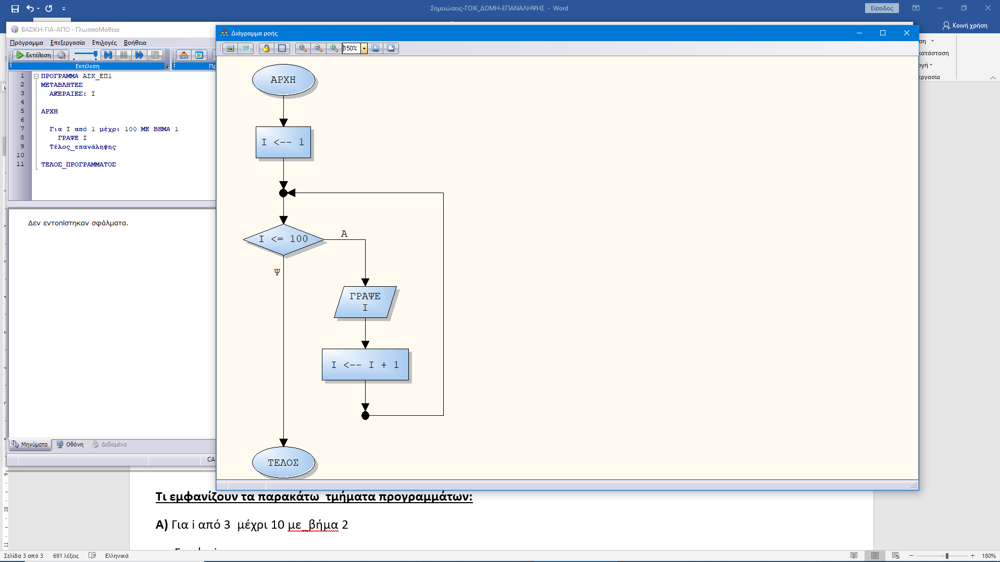 Σημειώσεις-ΓΟΙΚ_ΔΟΜΗ-ΕΠΑΝΑΛΗΨΗΣ - Word
Είσοδος
Κοινή χρήση
ΒΑΣΙΚΗ-ΓΙΑ-ΑΠΟ - ΓλωσσοΜάθεια
Πρόγραμμα Επεξεργασία Επιλογές Βοήθεια
Εκτέλεση
Εκτέλεση
Πρ
1 ΠΡΟΓΡΑΜΜΑ ΑΣΚ_ΕΠ1
2 ΜΕΤΑΒΛΗΤΕΣ
3 ΑΚΕΡΑΙΕΣ: Ι
4
5 ΑΡΧΗ
6
7 Για Ι από 1 μέχρι 100 ΜΕ ΒΗΜΑ 1
8 ΓΡΑΨΕ Ι
9 Τέλος_επανάληψης
10
11 ΤΕΛΟΣ_ΠΡΟΓΡΑΜΜΑΤΟΣ
Δεν εντοπίστηκαν σφάλματα.
Μηνύματα Οθόνη Δεδομένα
CA
Διάγραμμα ροής
150%
ΑΡΧΗ
Ι <-- 1
Ι <= 100
Α
Ψ
ΓΡΑΨΕ
Ι
Ι <-- Ι + 1
ΤΕΛΟΣ
ση
κατάσταση
ογή
εργασία
Τι εμφανίζουν τα παρακάτω τμήματα προγραμμάτων:
Α) Για i από 3 μέχρι 10 με_βήμα 2
Σελίδα 3 από 3 691 λέξεις Ελληνικά
180%